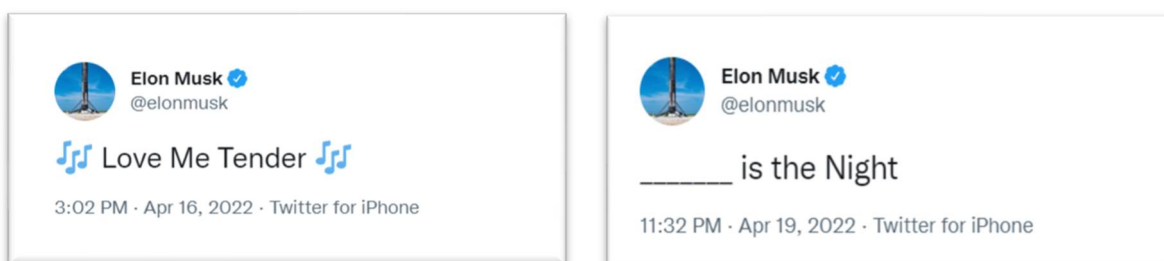 Elon Musk
@elonmusk
🎶 Love Me Tender 🎶
3:02 PM · Apr 16, 2022 · Twitter for iPhone
Elon Musk
@elonmusk
_______ is the Night
11:32 PM · Apr 19, 2022 · Twitter for iPhone